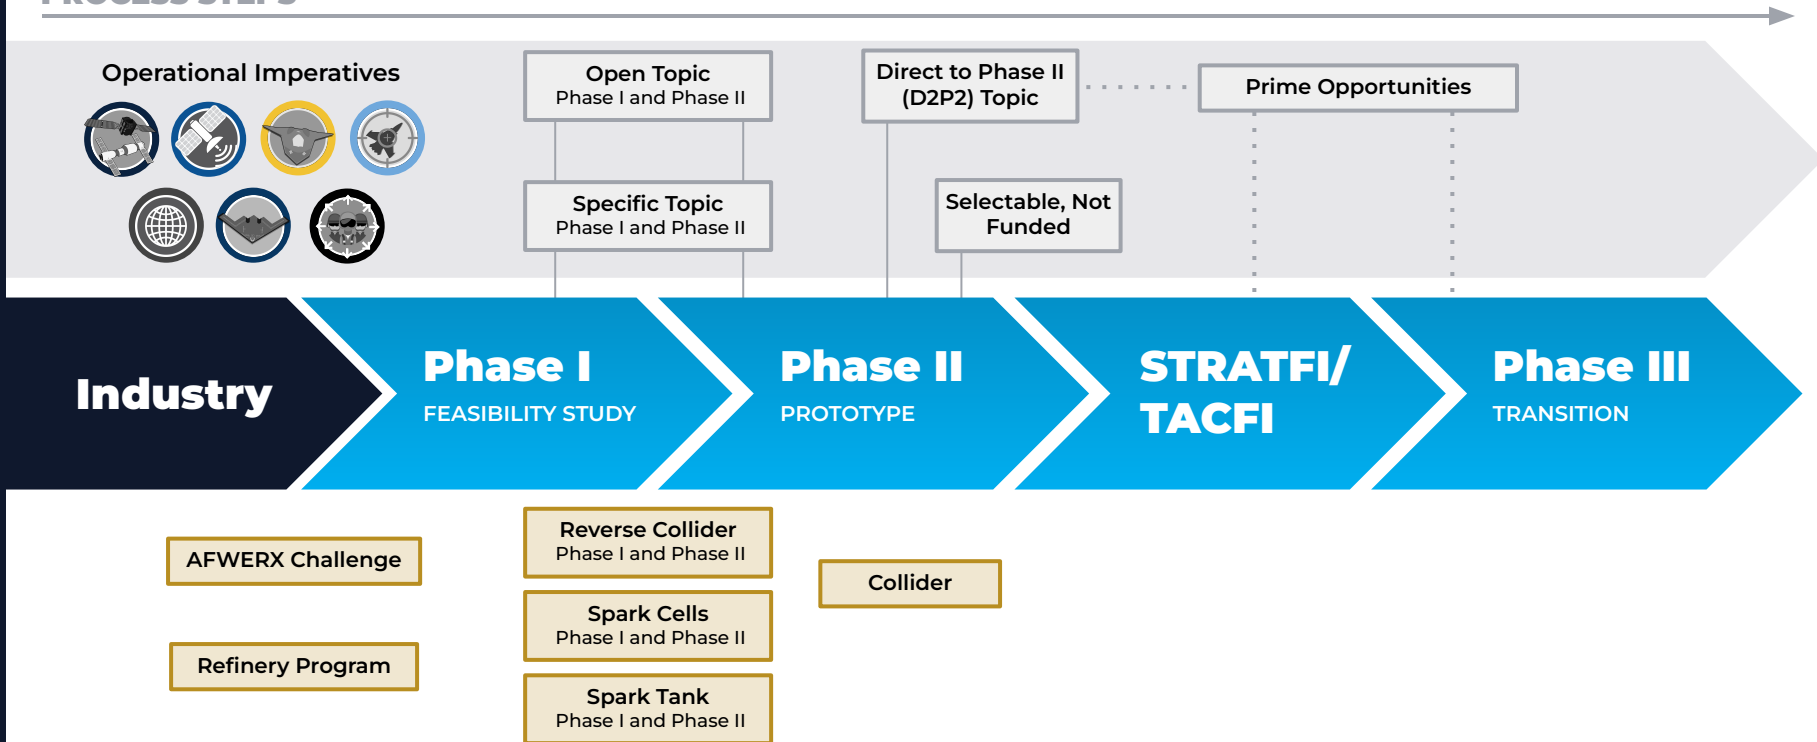 PROCESS STEPS
Operational Imperatives
Open Topic
Phase I and Phase II
Direct to Phase II
(D2P2) Topic
Prime Opportunities
Specific Topic
Phase I and Phase II
Selectable, Not
Funded
Industry
Phase I
FEASIBILITY STUDY
Phase II
PROTOTYPE
STRATFI/
TACFI
Phase III
TRANSITION
AFWERX Challenge
Refinery Program
Reverse Collider
Phase I and Phase II
Spark Cells
Phase I and Phase II
Spark Tank
Phase I and Phase II
Collider